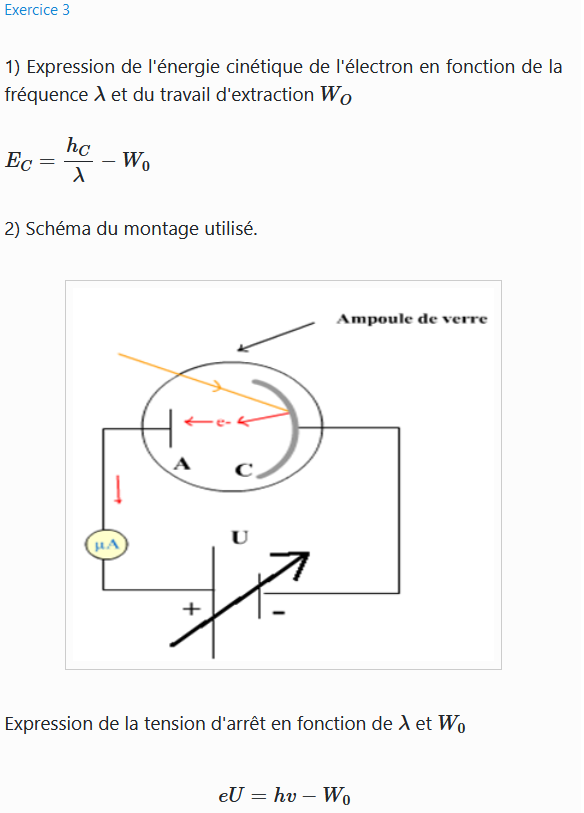 Exercice 3
1) Expression de l'énergie cinétique de l'électron en fonction de la
fréquence λ et du travail d'extraction W_O
E_C = h_C/λ − W_0
2) Schéma du montage utilisé.
Ampoule de verre
e-
A C
µA
U
+ -
Expression de la tension d'arrêt en fonction de λ et W_0
eU = hv − W_0